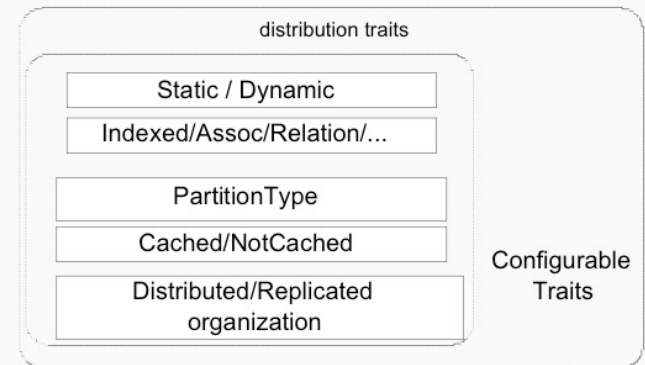 distribution traits
Static / Dynamic
Indexed/Assoc/Relation/...
PartitionType
Cached/NotCached
Distributed/Replicated
organization
Configurable
Traits